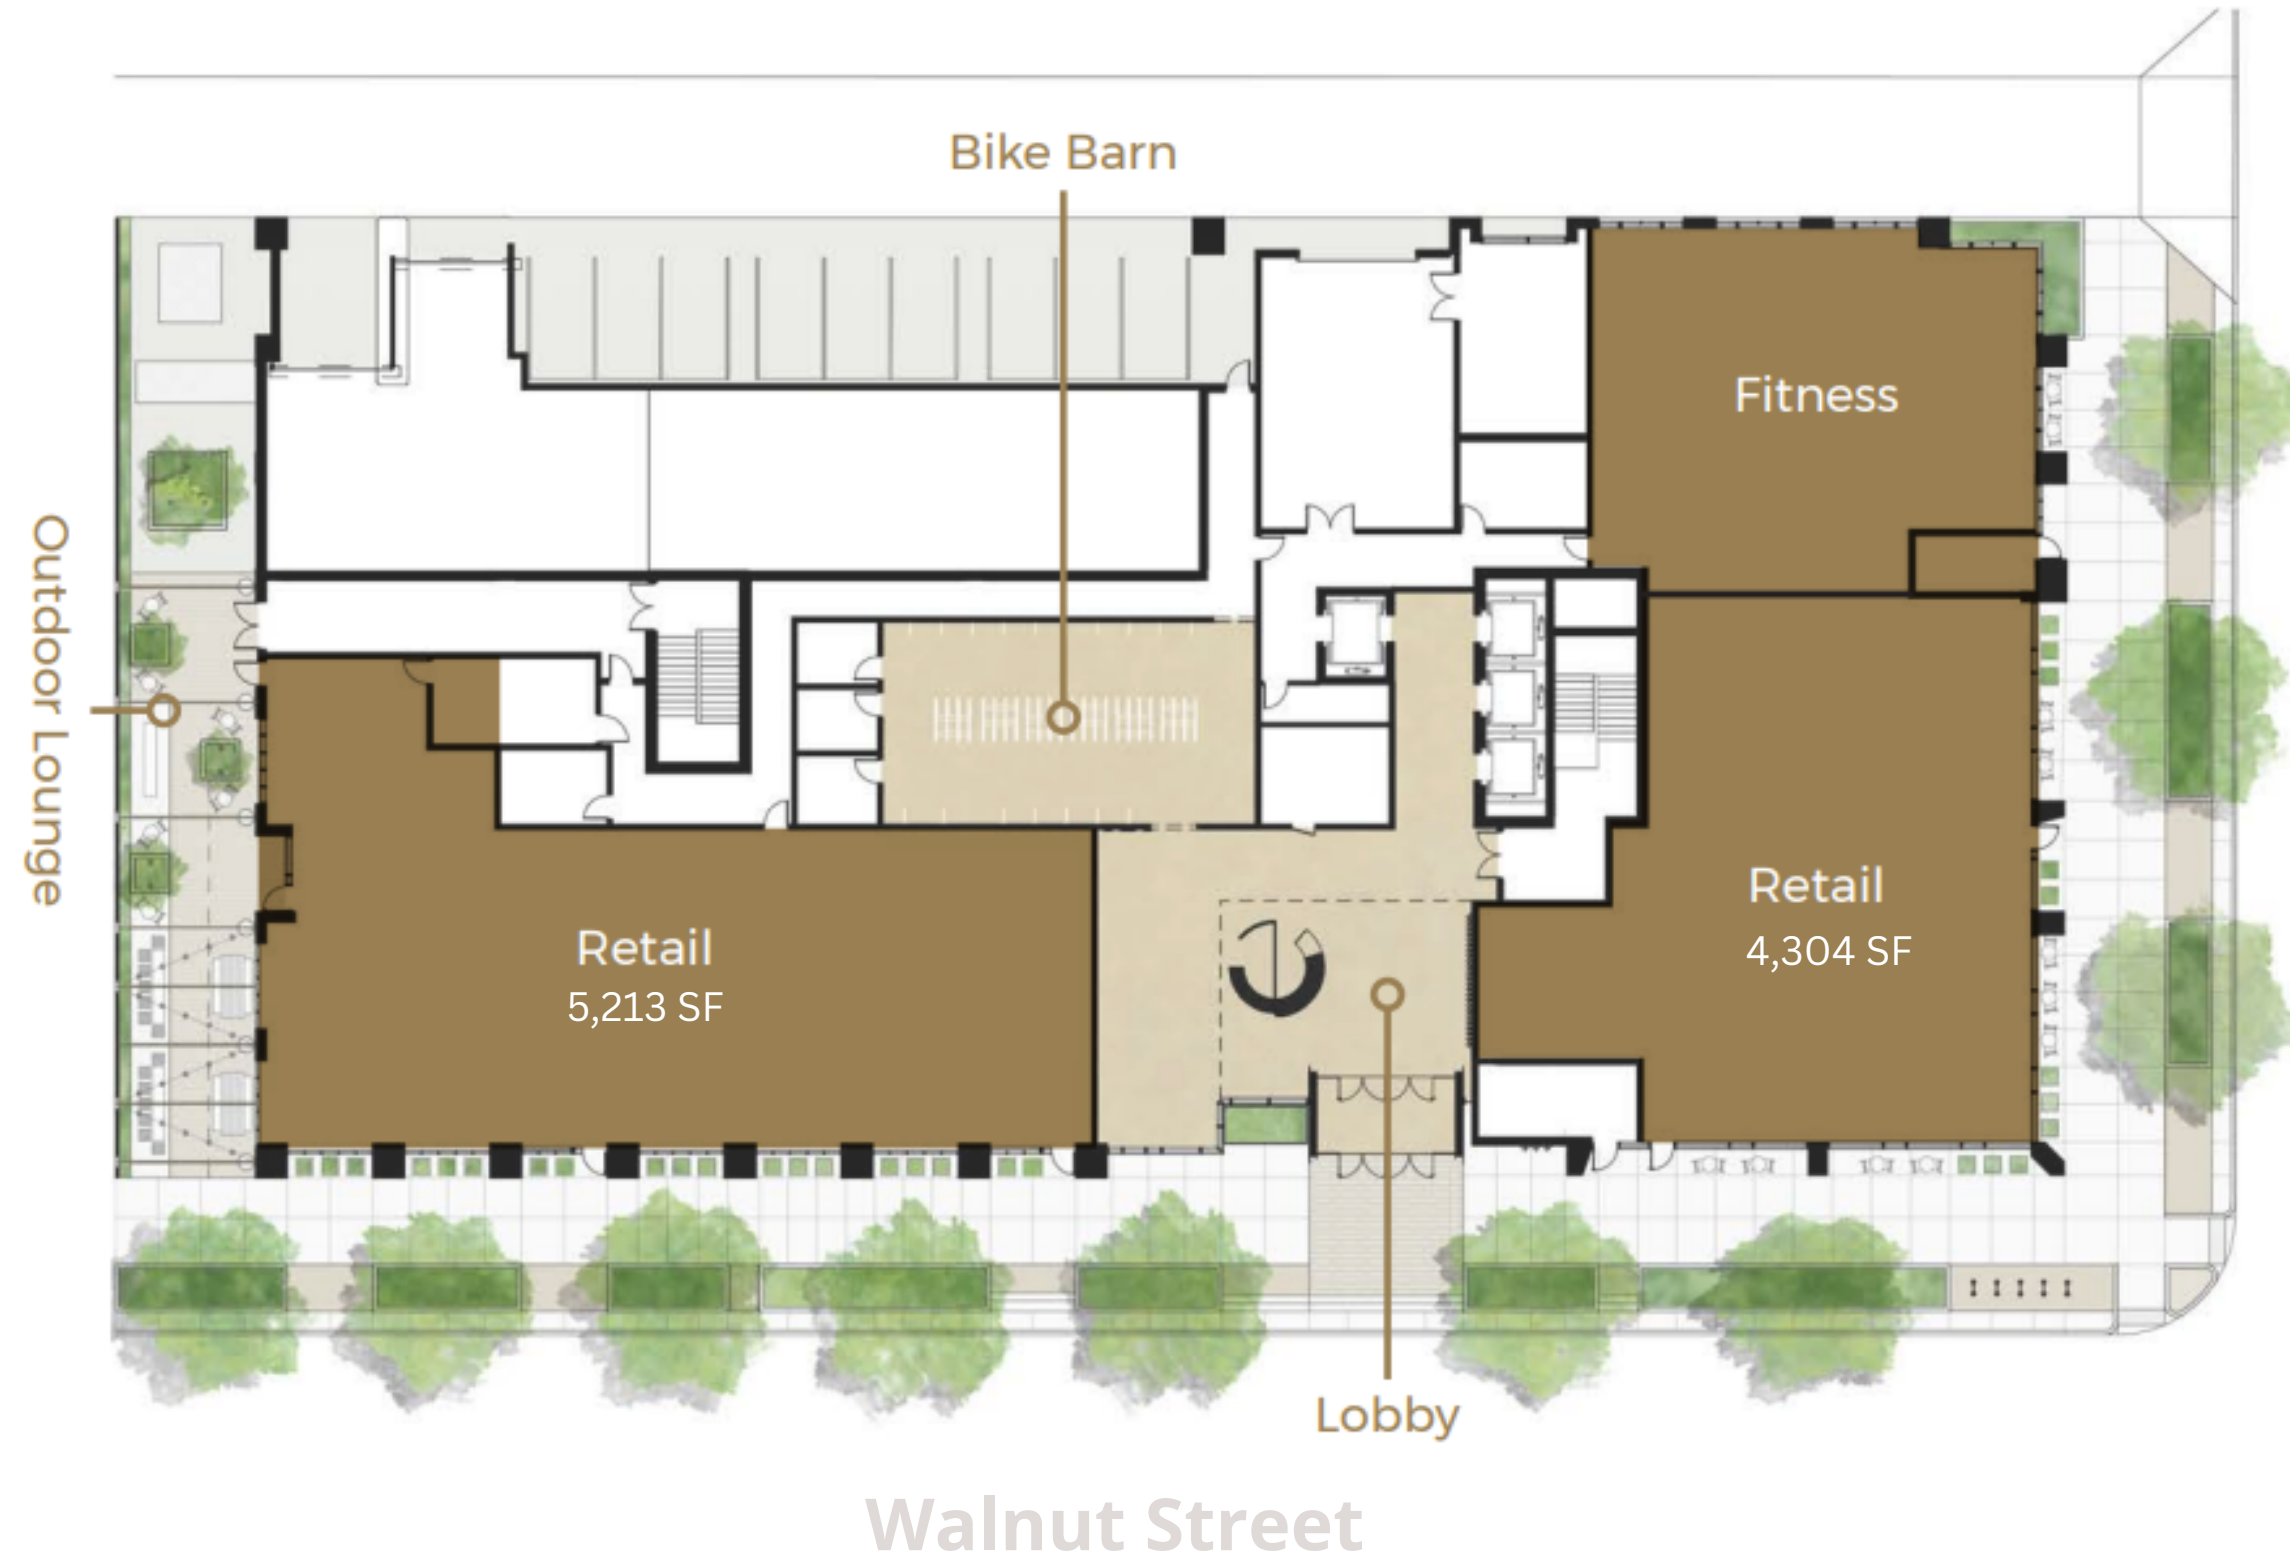 Bike Barn
Fitness
Outdoor Lounge
Retail
4,304 SF
Retail
5,213 SF
Lobby
Walnut Street